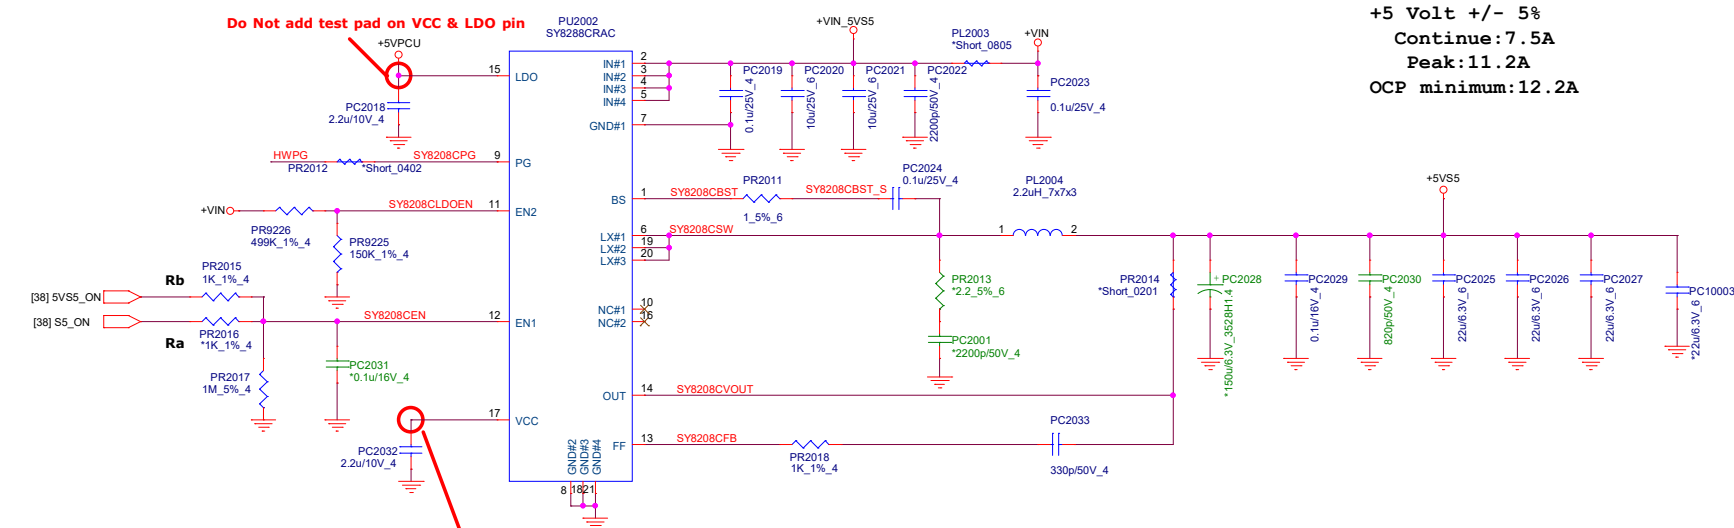 Do Not add test pad on VCC & LDO pin
+5 Volt +/- 5%
Continue:7.5A
Peak:11.2A
OCP minimum:12.2A
PU2002
SY8288CRAC
+5VPCU
15
LDO
PC2018
2.2u/10V_4
HWPG
PR2012
*Short_0402
SY8208CPG
9
PG
+VIN
PR9226
499K_1%_4
SY8208CLDOEN
11
EN2
PR9225
150K_1%_4
Rb
PR2015
1K_1%_4
[38] 5VS5_ON
[38] S5_ON
Ra
PR2016
*1K_1%_4
SY8208CEN
12
EN1
PR2017
1M_5%_4
PC2031
*0.1u/16V_4
17
VCC
PC2032
2.2u/10V_4
IN#1
2
IN#2
3
IN#3
4
IN#4
5
GND#1
7
+VIN_5VS5
PL2003
*Short_0805
+VIN
PC2019
0.1u/25V_4
PC2020
10u/25V_6
PC2021
10u/25V_6
PC2022
2200p/50V_4
PC2023
0.1u/25V_4
BS
1
SY8208CBST
PR2011
1_5%_6
SY8208CBST_S
PC2024
0.1u/25V_4
LX#1
6
LX#2
19
LX#3
20
SY8208CSW
PL2004
2.2uH_7x7x3
1
2
+5VS5
PR2013
*2.2_5%_6
PC2001
*2200p/50V_4
NC#1
10
NC#2
16
OUT
14
SY8208CVOUT
PR2014
*Short_0201
FF
13
SY8208CFB
PR2018
1K_1%_4
PC2033
330p/50V_4
GND#2
GND#3
GND#4
8
18
21
+
PC2028
*150u/6.3V_3528H1.4
PC2029
0.1u/16V_4
PC2030
820p/50V_4
PC2025
22u/6.3V_6
PC2026
22u/6.3V_6
PC2027
22u/6.3V_6
PC10003
*22u/6.3V_6